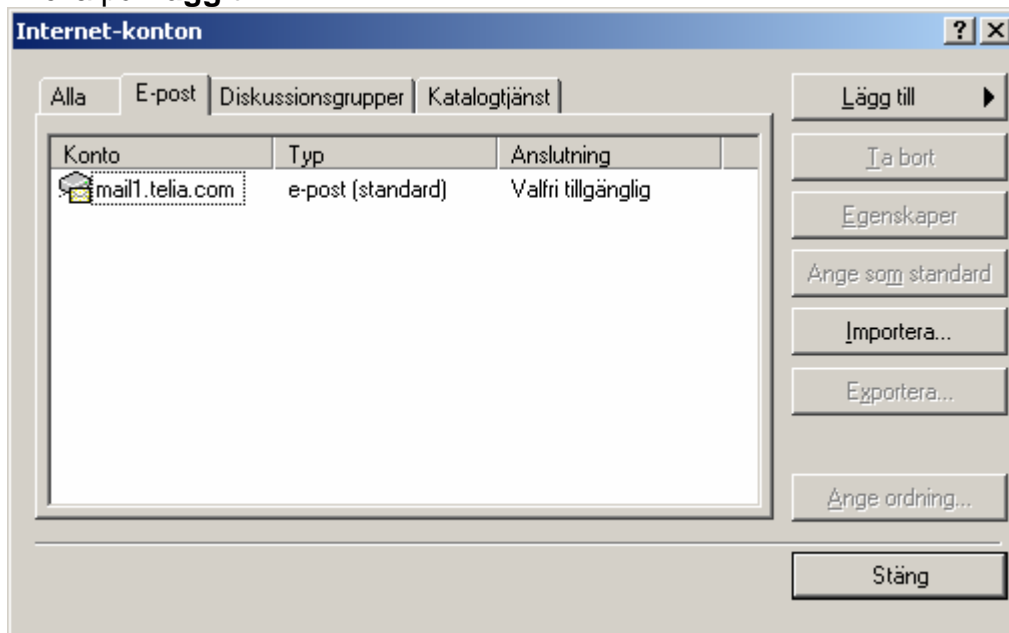 Internet-konton
Alla E-post Diskussionsgrupper Katalogtjänst
Lägg till
Konto Typ Anslutning
Ta bort
mail1.telia.com e-post (standard) Valfri tillgänglig
Egenskaper
Ange som standard
Importera...
Exportera...
Ange ordning...
Stäng